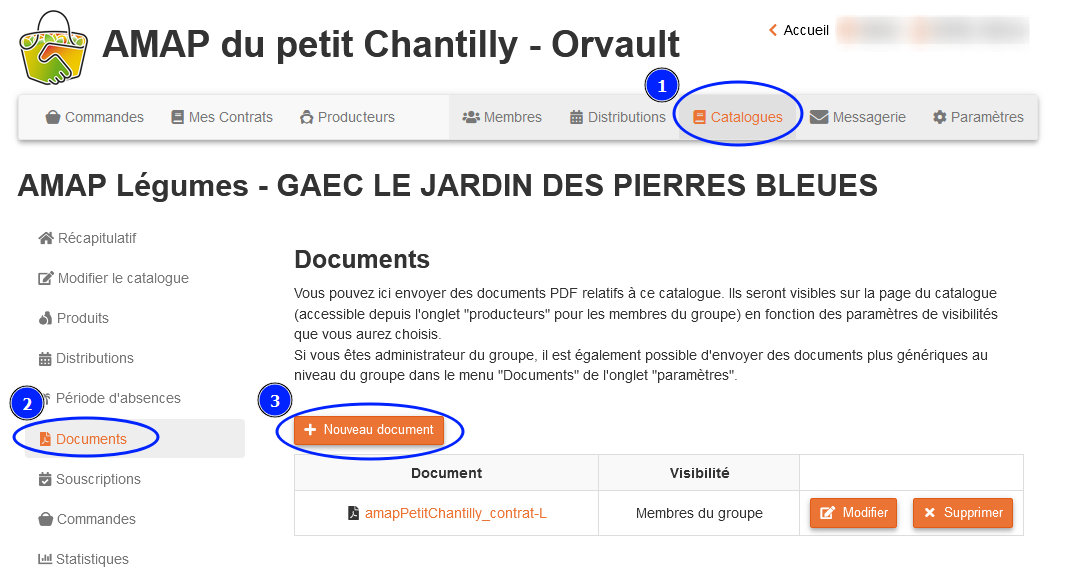 AMAP du petit Chantilly - Orvault
Accueil
1
Commandes Mes Contrats Producteurs Membres Distributions Catalogues Messagerie Paramètres
AMAP Légumes - GAEC LE JARDIN DES PIERRES BLEUES
Récapitulatif
Modifier le catalogue
Produits
Distributions
2
Période d'absences
Documents
Souscriptions
Commandes
Statistiques
Documents
Vous pouvez ici envoyer des documents PDF relatifs à ce catalogue. Ils seront visibles sur la page du catalogue
(accessible depuis l'onglet "producteurs" pour les membres du groupe) en fonction des paramètres de visibilités
que vous aurez choisis.
Si vous êtes administrateur du groupe, il est également possible d'envoyer des documents plus génériques au
niveau du groupe dans le menu "Documents" de l'onglet "paramètres".
3
Nouveau document
Document Visibilité
amapPetitChantilly_contrat-L Membres du groupe Modifier Supprimer